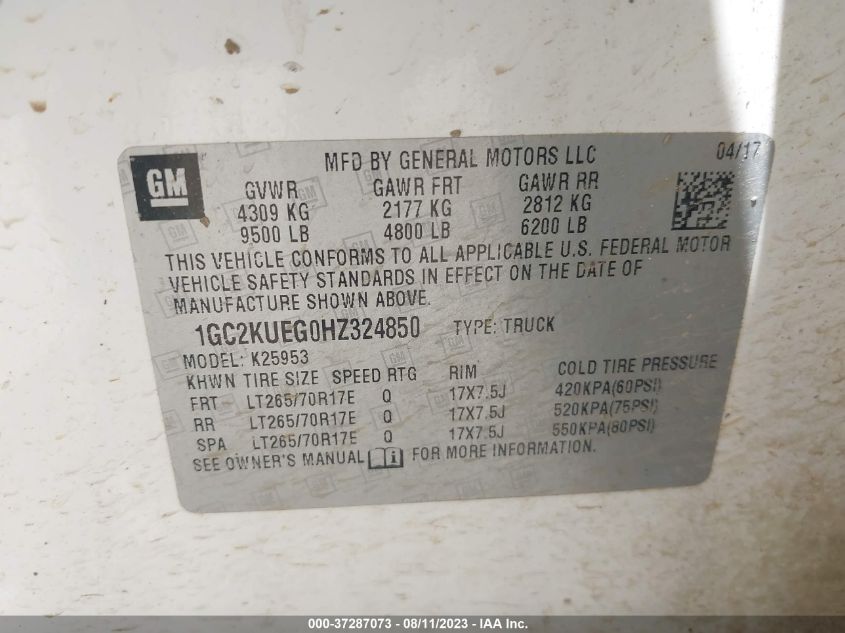 GM
MFD BY GENERAL MOTORS LLC 04/17
GVWR GAWR FRT GAWR RR
4309 KG 2177 KG 2812 KG
9500 LB 4800 LB 6200 LB
THIS VEHICLE CONFORMS TO ALL APPLICABLE U.S. FEDERAL MOTOR
VEHICLE SAFETY STANDARDS IN EFFECT ON THE DATE OF
MANUFACTURE SHOWN ABOVE.
1GC2KUEG0HZ324850 TYPE: TRUCK
MODEL: K25953
KHWN TIRE SIZE SPEED RTG RIM COLD TIRE PRESSURE
FRT LT265/70R17E Q 17X7.5J 420KPA(60PSI)
RR LT265/70R17E Q 17X7.5J 520KPA(75PSI)
SPA LT265/70R17E Q 17X7.5J 550KPA(80PSI)
SEE OWNER'S MANUAL FOR MORE INFORMATION.
000-37287073 - 08/11/2023 - IAA Inc.